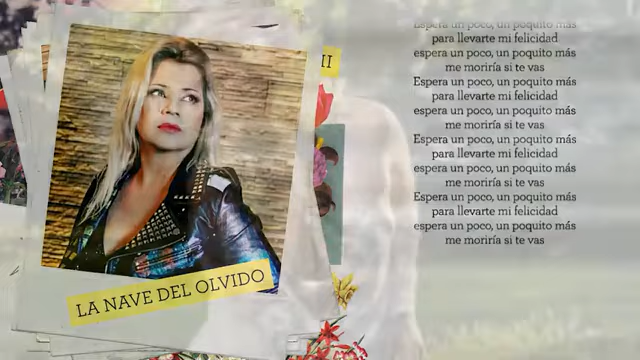 LA NAVE DEL OLVIDO
II
Espera un poco, un poquito más
para llevarte mi felicidad
espera un poco, un poquito más
me moriría si te vas
Espera un poco, un poquito más
para llevarte mi felicidad
espera un poco, un poquito más
me moriría si te vas
Espera un poco, un poquito más
para llevarte mi felicidad
espera un poco, un poquito más
me moriría si te vas
Espera un poco, un poquito más
para llevarte mi felicidad
espera un poco, un poquito más
me moriría si te vas